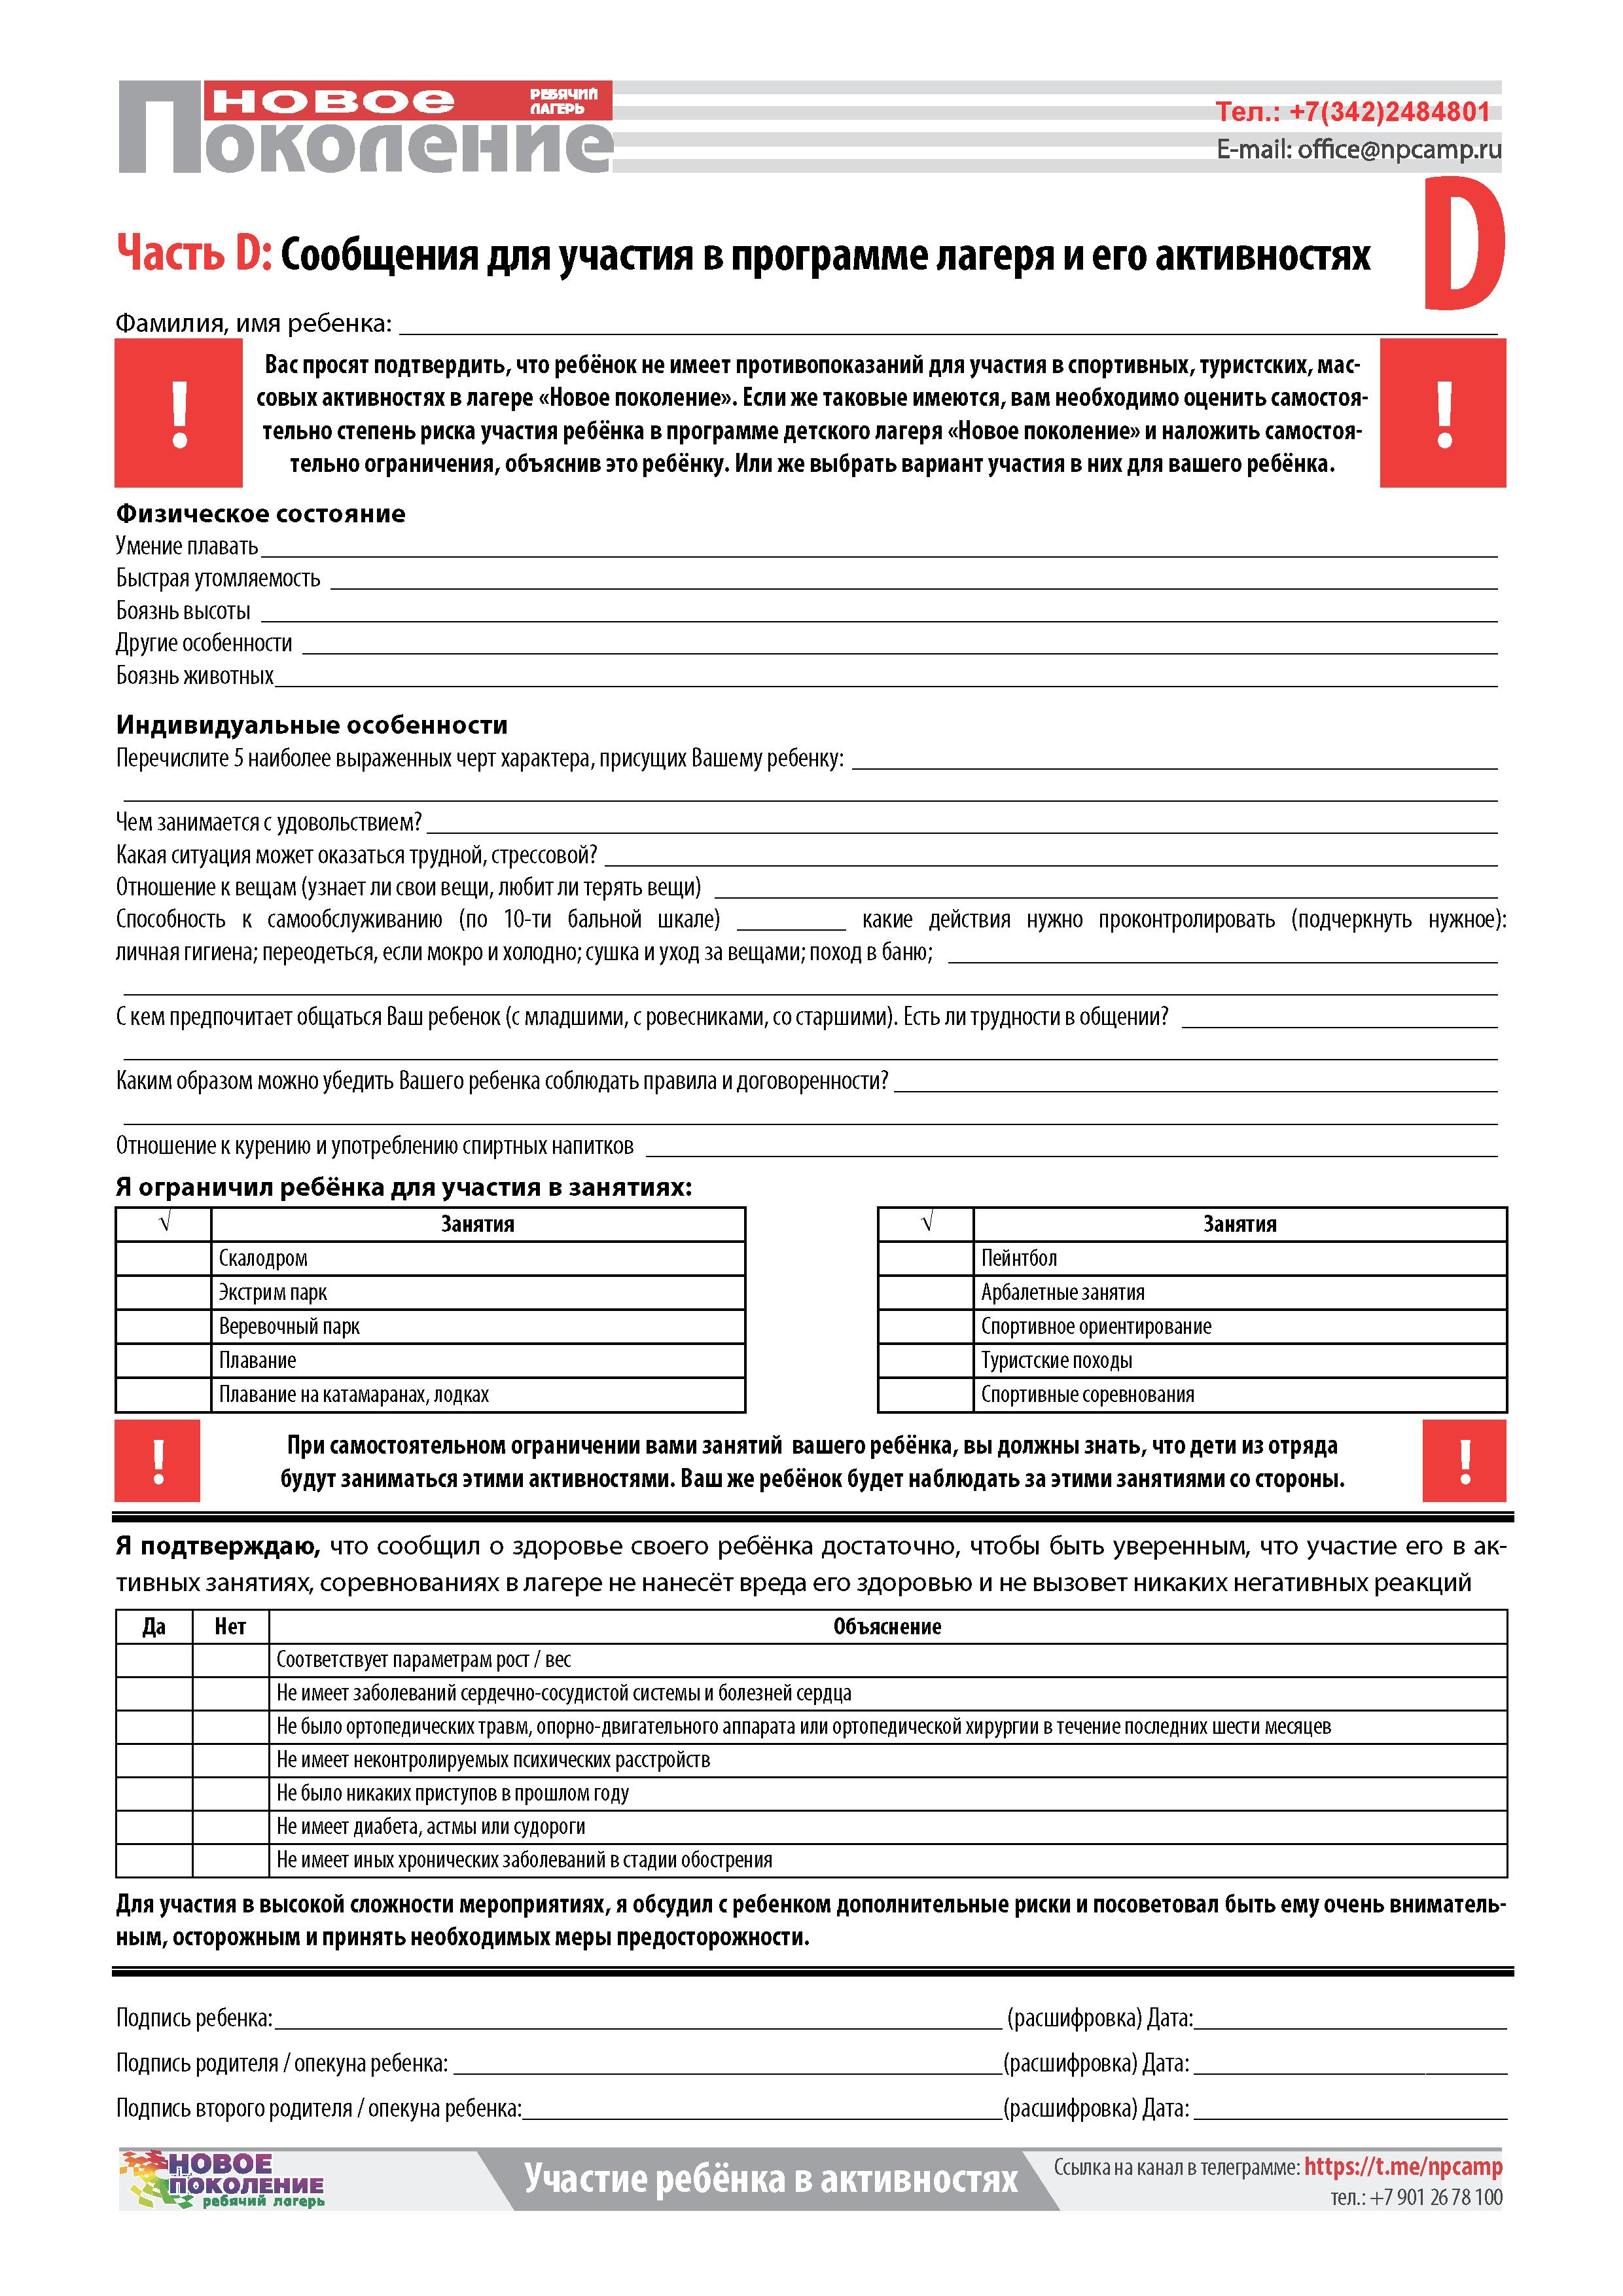 НОВОЕ
РЕБЯЧИЙ
ЛАГЕРЬ
Поколение
Тел.: +7(342)2484801
E-mail: office@npcamp.ru
D
Часть D: Сообщения для участия в программе лагеря и его активностях
Фамилия, имя ребенка:
! Вас просят подтвердить, что ребёнок не имеет противопоказаний для участия в спортивных, туристских, мас- !
совых активностях в лагере «Новое поколение». Если же таковые имеются, вам необходимо оценить самостоя-
тельно степень риска участия ребёнка в программе детского лагеря «Новое поколение» и наложить самостоя-
тельно ограничения, объяснив это ребёнку. Или же выбрать вариант участия в них для вашего ребёнка.
Физическое состояние
Умение плавать
Быстрая утомляемость
Боязнь высоты
Другие особенности
Боязнь животных
Индивидуальные особенности
Перечислите 5 наиболее выраженных черт характера, присущих Вашему ребенку:
Чем занимается с удовольствием?
Какая ситуация может оказаться трудной, стрессовой?
Отношение к вещам (узнает ли свои вещи, любит ли терять вещи)
Способность к самообслуживанию (по 10-ти бальной шкале) ________ какие действия нужно проконтролировать (подчеркнуть нужное):
личная гигиена; переодеться, если мокро и холодно; сушка и уход за вещами; поход в баню;
С кем предпочитает общаться Ваш ребенок (с младшими, с ровесниками, со старшими). Есть ли трудности в общении?
Каким образом можно убедить Вашего ребенка соблюдать правила и договоренности?
Отношение к курению и употреблению спиртных напитков
Я ограничил ребёнка для участия в занятиях:
√ Занятия
Скалодром
Экстрим парк
Веревочный парк
Плавание
Плавание на катамаранах, лодках
√ Занятия
Пейнтбол
Арбалетные занятия
Спортивное ориентирование
Туристские походы
Спортивные соревнования
! При самостоятельном ограничении вами занятий вашего ребёнка, вы должны знать, что дети из отряда !
будут заниматься этими активностями. Ваш же ребёнок будет наблюдать за этими занятиями со стороны.
Я подтверждаю, что сообщил о здоровье своего ребёнка достаточно, чтобы быть уверенным, что участие его в ак-
тивных занятиях, соревнованиях в лагере не нанесёт вреда его здоровью и не вызовет никаких негативных реакций
Да Нет Объяснение
Соответствует параметрам рост / вес
Не имеет заболеваний сердечно-сосудистой системы и болезней сердца
Не было ортопедических травм, опорно-двигательного аппарата или ортопедической хирургии в течение последних шести месяцев
Не имеет неконтролируемых психических расстройств
Не было никаких приступов в прошлом году
Не имеет диабета, астмы или судороги
Не имеет иных хронических заболеваний в стадии обострения
Для участия в высокой сложности мероприятиях, я обсудил с ребенком дополнительные риски и посоветовал быть ему очень вниматель-
ным, осторожным и принять необходимых меры предосторожности.
Подпись ребенка: (расшифровка) Дата:
Подпись родителя / опекуна ребенка: (расшифровка) Дата:
Подпись второго родителя / опекуна ребенка: (расшифровка) Дата:
НОВОЕ
ПОКОЛЕНИЕ
ребячий лагерь
Участие ребёнка в активностях
Ссылка на канал в телеграмме: https://t.me/npcamp
тел.: +7 901 26 78 100